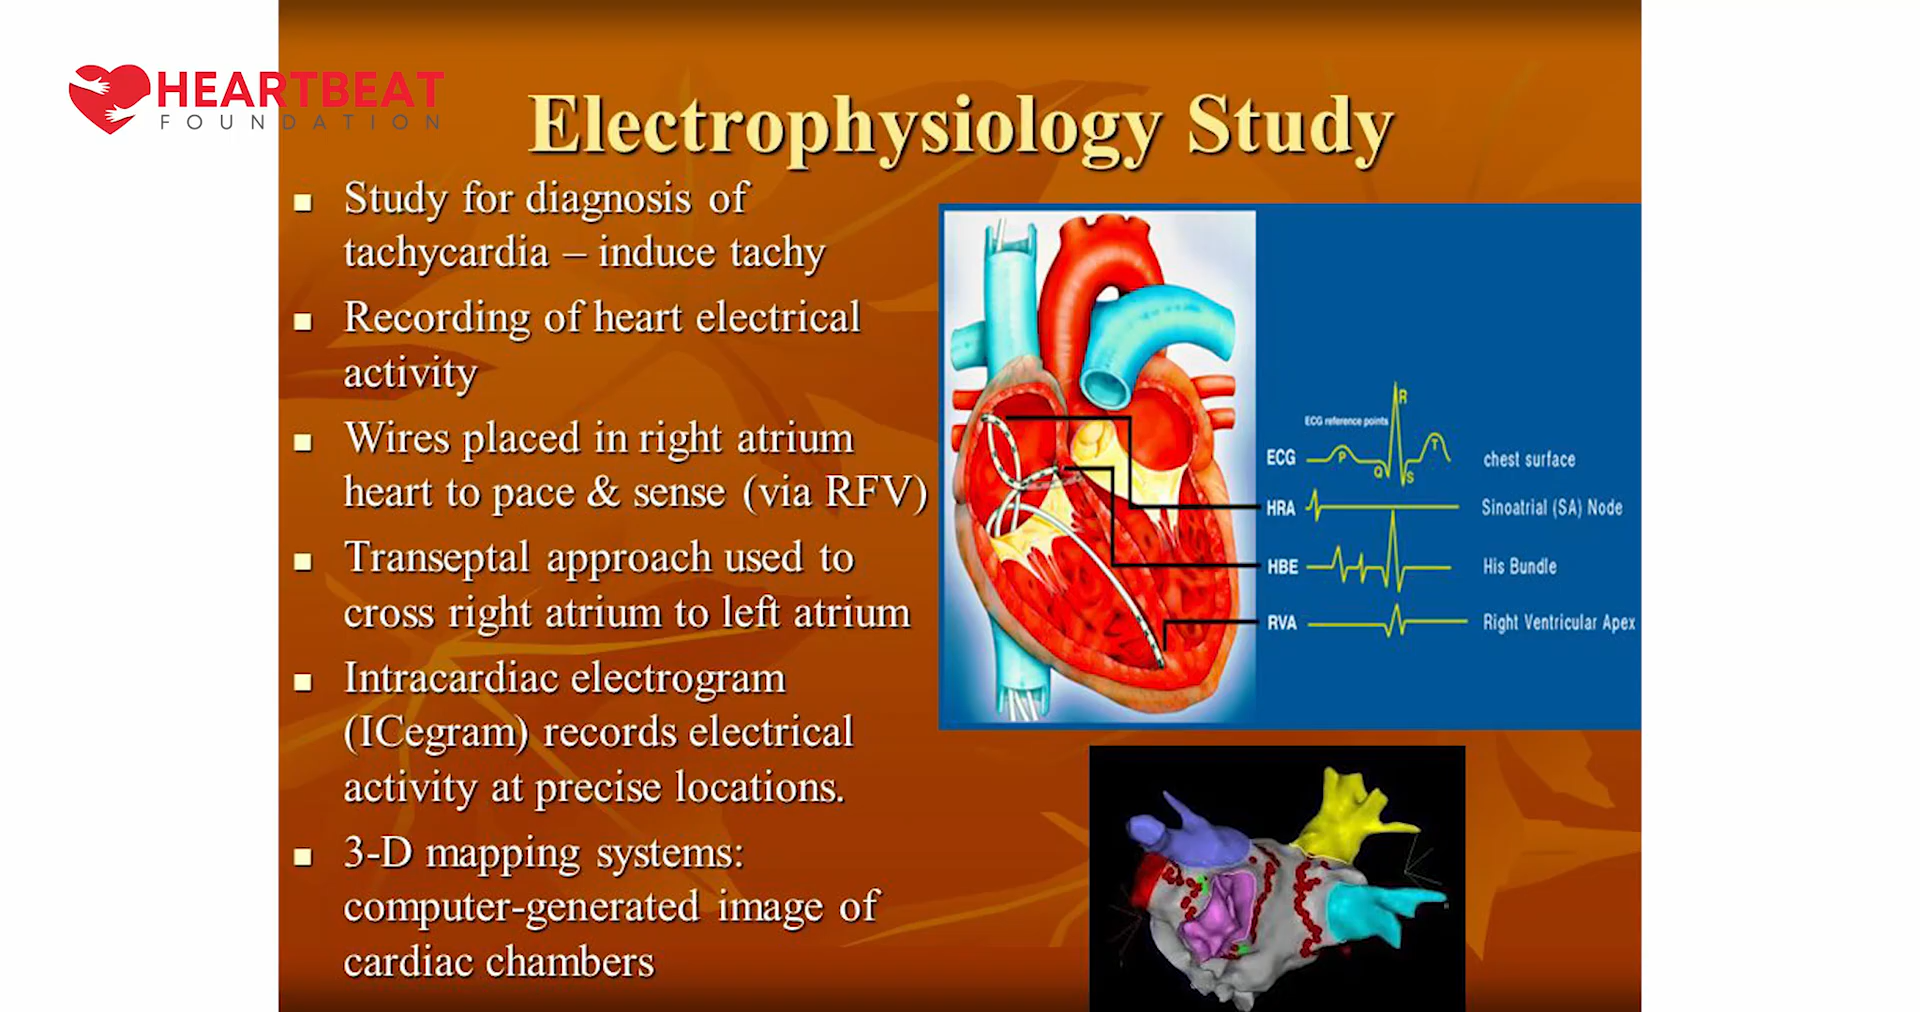 HEARTBEAT
FOUNDATION
Electrophysiology Study
Study for diagnosis of
tachycardia – induce tachy
Recording of heart electrical
activity
Wires placed in right atrium
heart to pace & sense (via RFV)
Transeptal approach used to
cross right atrium to left atrium
Intracardiac electrogram
(ICegram) records electrical
activity at precise locations.
3-D mapping systems:
computer-generated image of
cardiac chambers
R
ECG reference points
ECG P Q S T chest surface
HRA Sinoatrial (SA) Node
HBE His Bundle
RVA Right Ventricular Apex